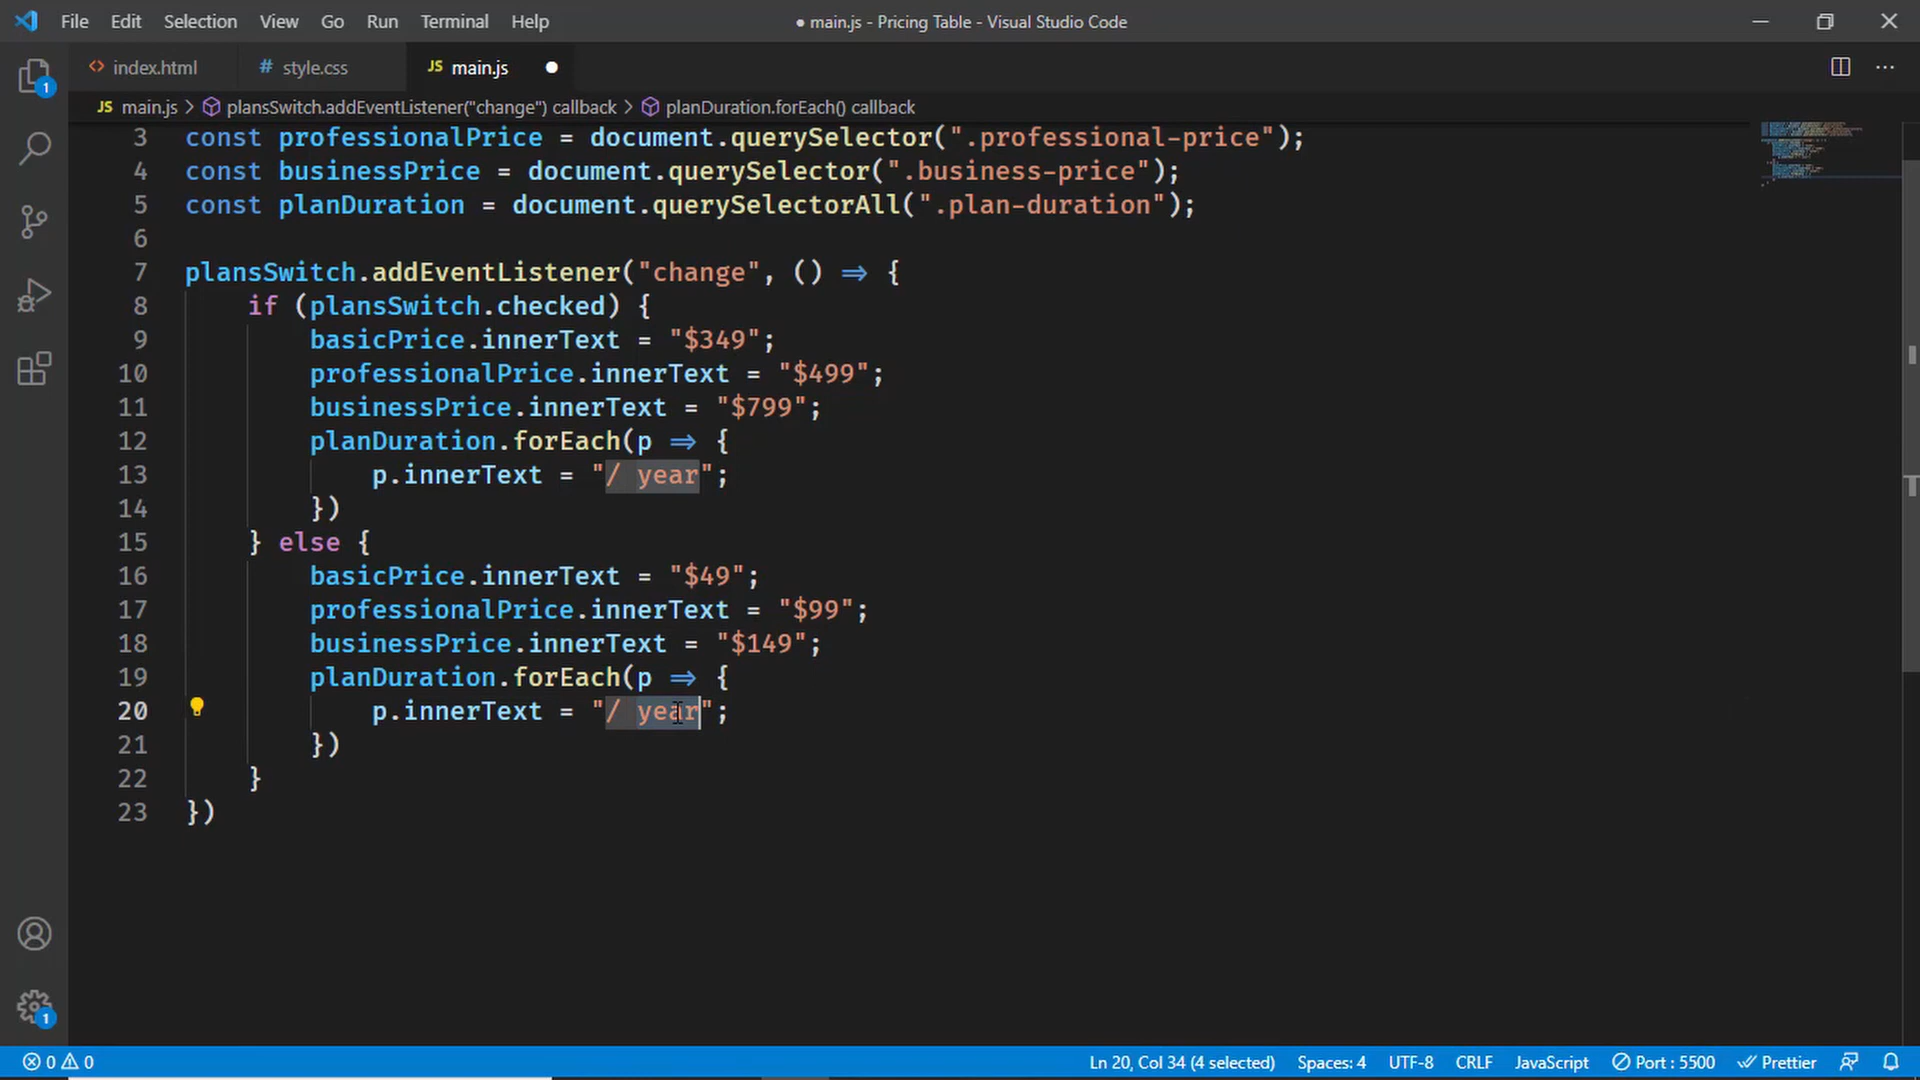 File Edit Selection View Go Run Terminal Help
● main.js - Pricing Table - Visual Studio Code
index.html
# style.css
JS main.js ●
1
JS main.js > plansSwitch.addEventListener("change") callback > planDuration.forEach() callback
3 const professionalPrice = document.querySelector(".professional-price");
4 const businessPrice = document.querySelector(".business-price");
5 const planDuration = document.querySelectorAll(".plan-duration");
6
7 plansSwitch.addEventListener("change", () => {
8 if (plansSwitch.checked) {
9 basicPrice.innerText = "$349";
10 professionalPrice.innerText = "$499";
11 businessPrice.innerText = "$799";
12 planDuration.forEach(p => {
13 p.innerText = "/ year";
14 })
15 } else {
16 basicPrice.innerText = "$49";
17 professionalPrice.innerText = "$99";
18 businessPrice.innerText = "$149";
19 planDuration.forEach(p => {
20 p.innerText = "/ year";
21 })
22 }
23 })
1
0 0 Ln 20, Col 34 (4 selected) Spaces: 4 UTF-8 CRLF JavaScript Port : 5500 Prettier